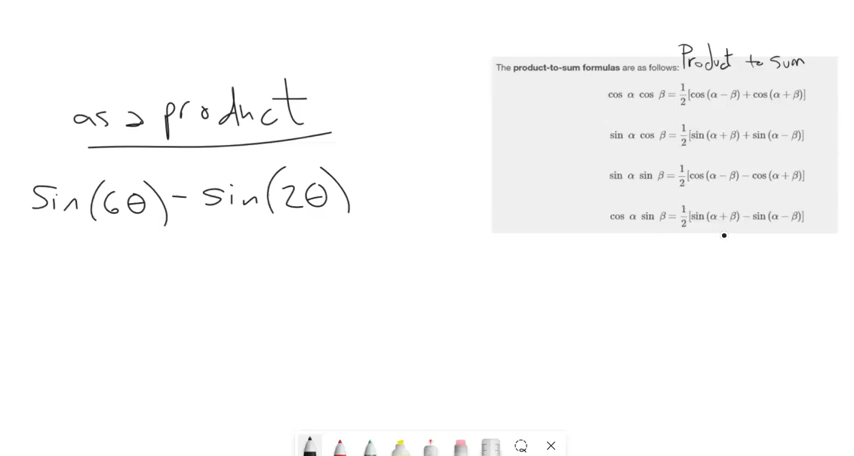 as a product
sin(6θ) - sin(2θ)
The product-to-sum formulas are as follows: Product to sum
cos α cos β = 1/2[cos (α − β) + cos (α + β)]
sin α cos β = 1/2[sin (α + β) + sin (α − β)]
sin α sin β = 1/2[cos (α − β) − cos (α + β)]
cos α sin β = 1/2[sin (α + β) − sin (α − β)]